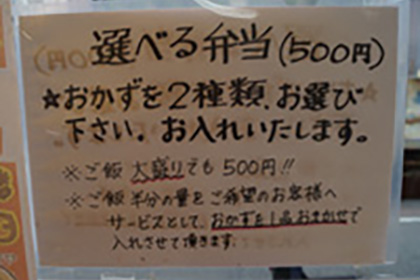 選べる弁当(500円)
★おかずを2種類、お選び
下さい。お入れいたします。
※ご飯 大盛りでも500円!!
※ご飯半分の量をご希望のお客様へ
サービスとして、おかずを1品おまかせで
入れさせて頂きます。